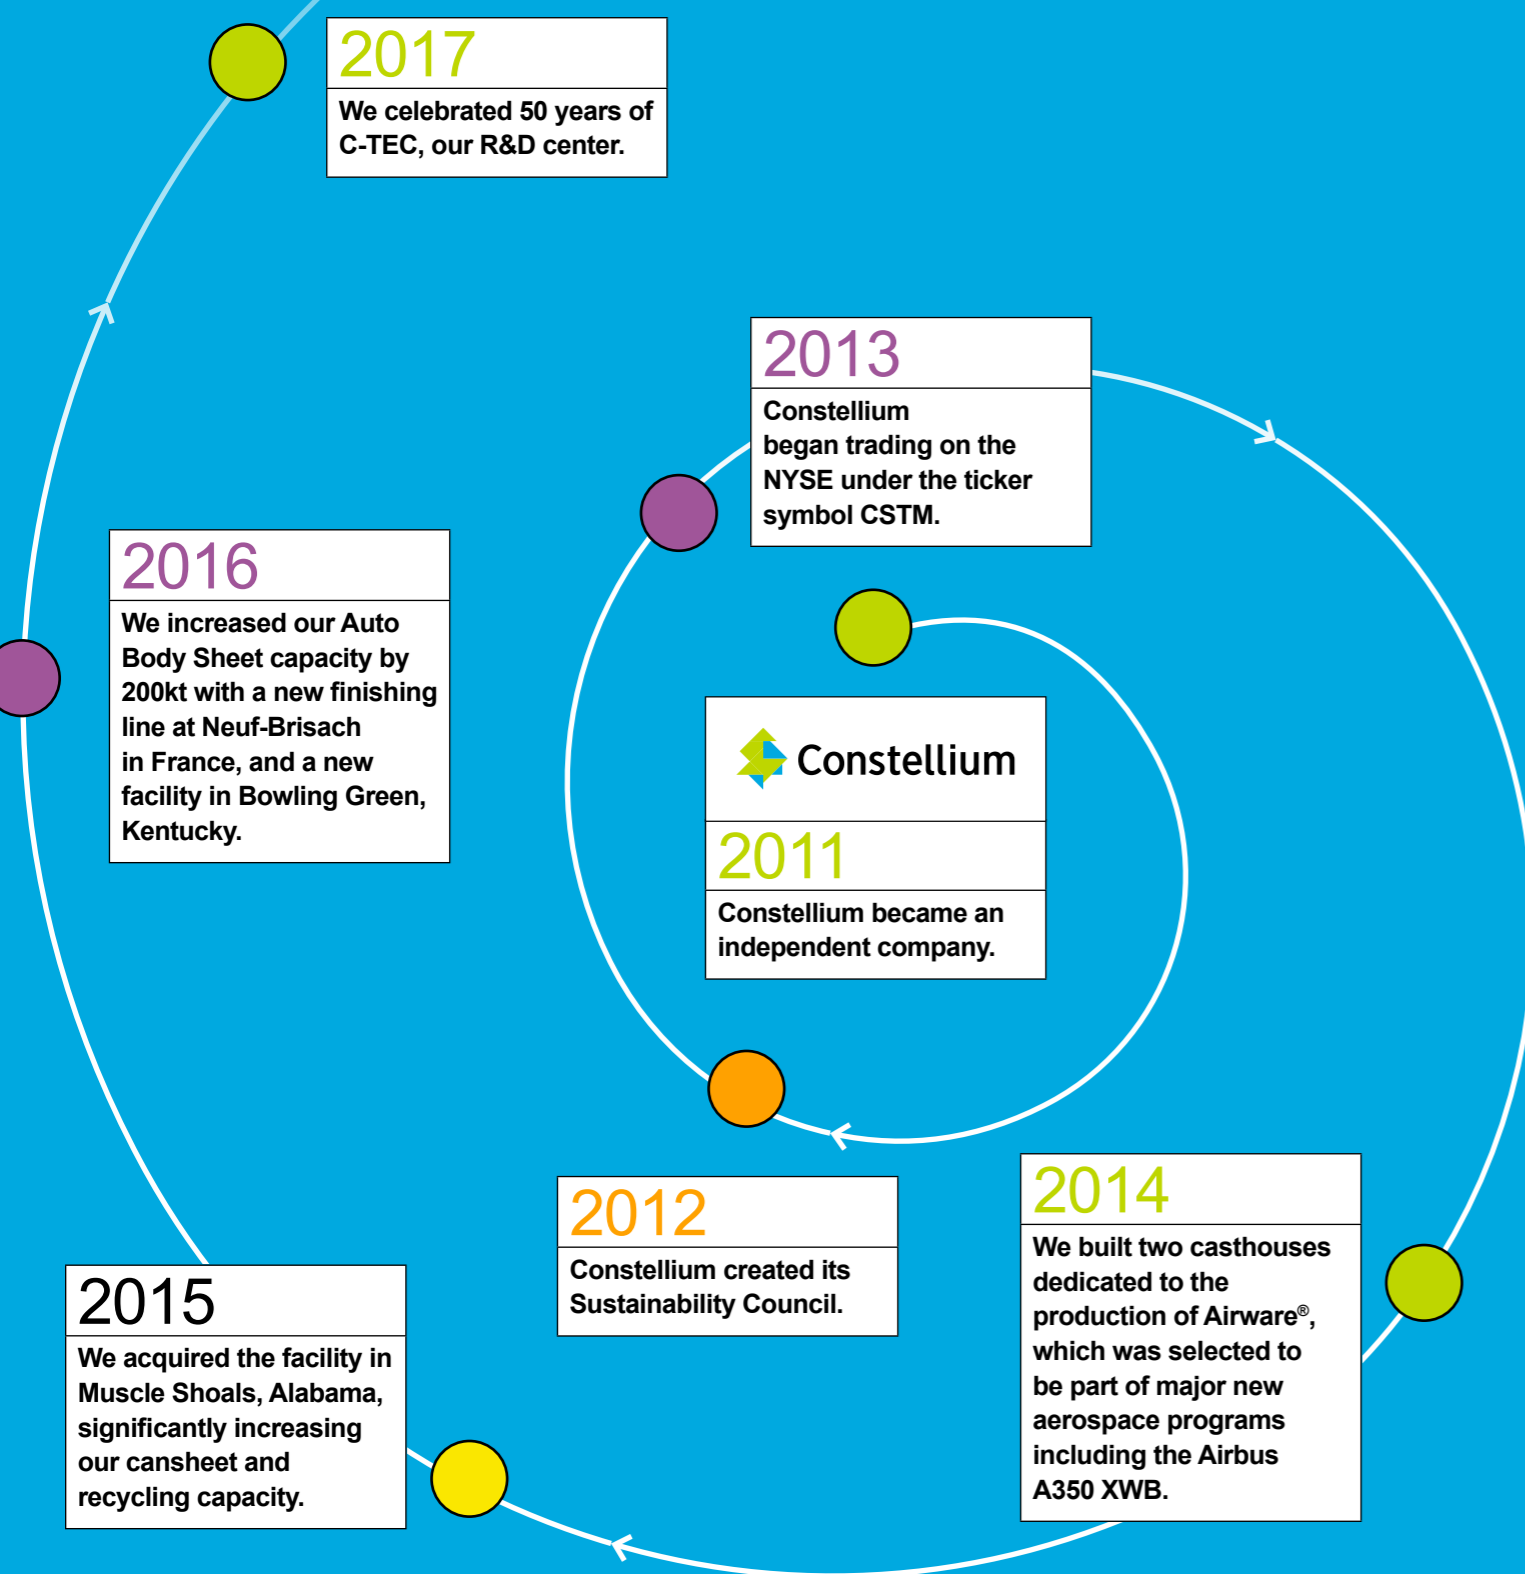 2017
We celebrated 50 years of
C-TEC, our R&D center.
2013
Constellium
began trading on the
NYSE under the ticker
symbol CSTM.
2016
We increased our Auto
Body Sheet capacity by
200kt with a new finishing
line at Neuf-Brisach
in France, and a new
facility in Bowling Green,
Kentucky.
Constellium
2011
Constellium became an
independent company.
2012
Constellium created its
Sustainability Council.
2014
We built two casthouses
dedicated to the
production of Airware®,
which was selected to
be part of major new
aerospace programs
including the Airbus
A350 XWB.
2015
We acquired the facility in
Muscle Shoals, Alabama,
significantly increasing
our cansheet and
recycling capacity.